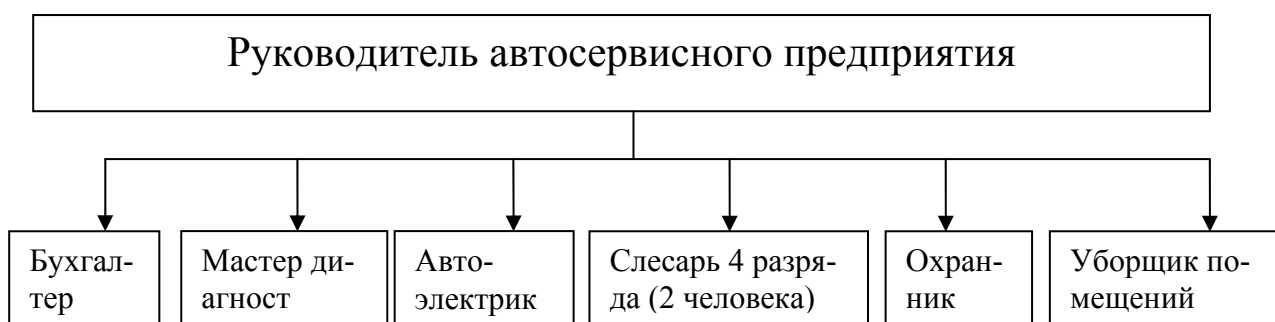 Руководитель автосервисного предприятия
Бухгал-
тер
Мастер ди-
агност
Авто-
электрик
Слесарь 4 разря-
да (2 человека)
Охран-
ник
Уборщик по-
мещений